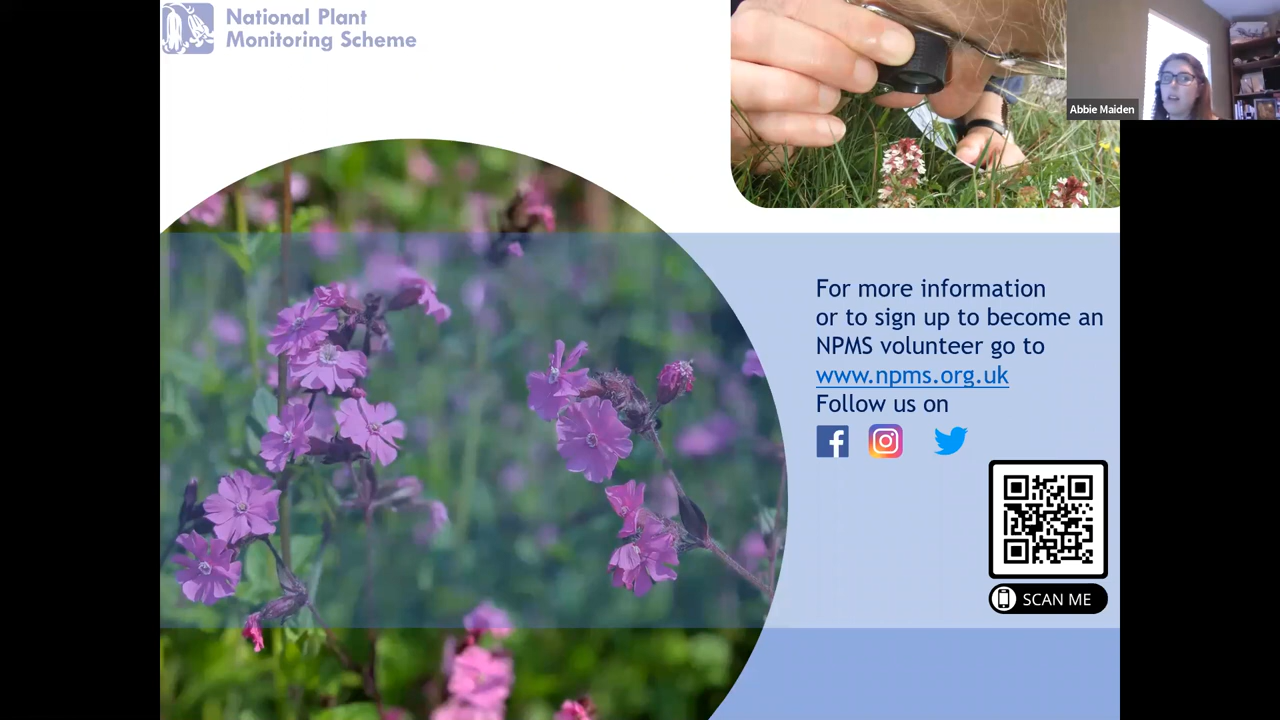 National Plant
Monitoring Scheme
Abbie Maiden
For more information
or to sign up to become an
NPMS volunteer go to
www.npms.org.uk
Follow us on
SCAN ME